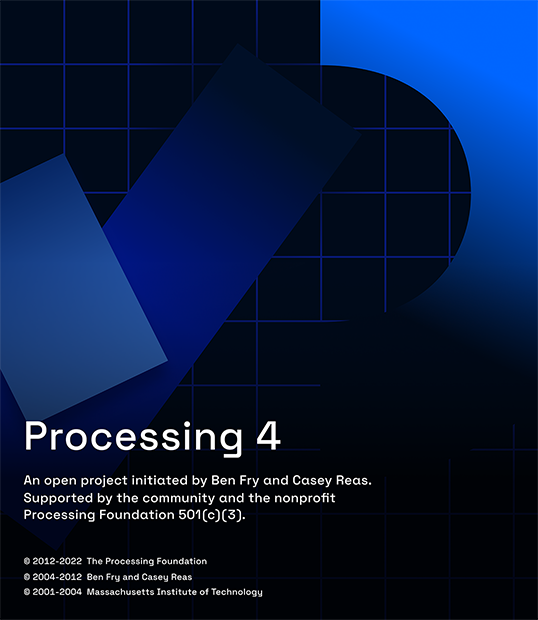 Processing 4
An open project initiated by Ben Fry and Casey Reas.
Supported by the community and the nonprofit
Processing Foundation 501(c)(3).
© 2012-2022 The Processing Foundation
© 2004-2012 Ben Fry and Casey Reas
© 2001-2004 Massachusetts Institute of Technology